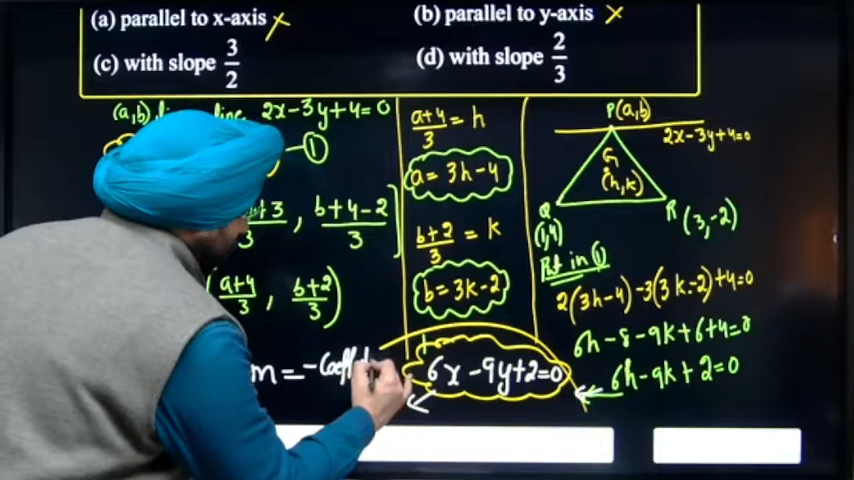 (a) parallel to x-axis ×
(b) parallel to y-axis ×
(c) with slope 3/2
(d) with slope 2/3
(a,b) line 2x-3y+4=0
①
+3/3 , b+4-2/3
(a+4/3 , b+2/3)
m = -Coeff
a+4/3 = h
a = 3h-4
b+2/3 = k
b = 3k-2
6x-9y+2=0
P(a,b)
2x-3y+4=0
G
(h,k)
Q
(1,4)
R (3,-2)
Put in ①
2(3h-4)-3(3k-2)+4=0
6h-8-9k+6+4=0
6h-9k+2=0